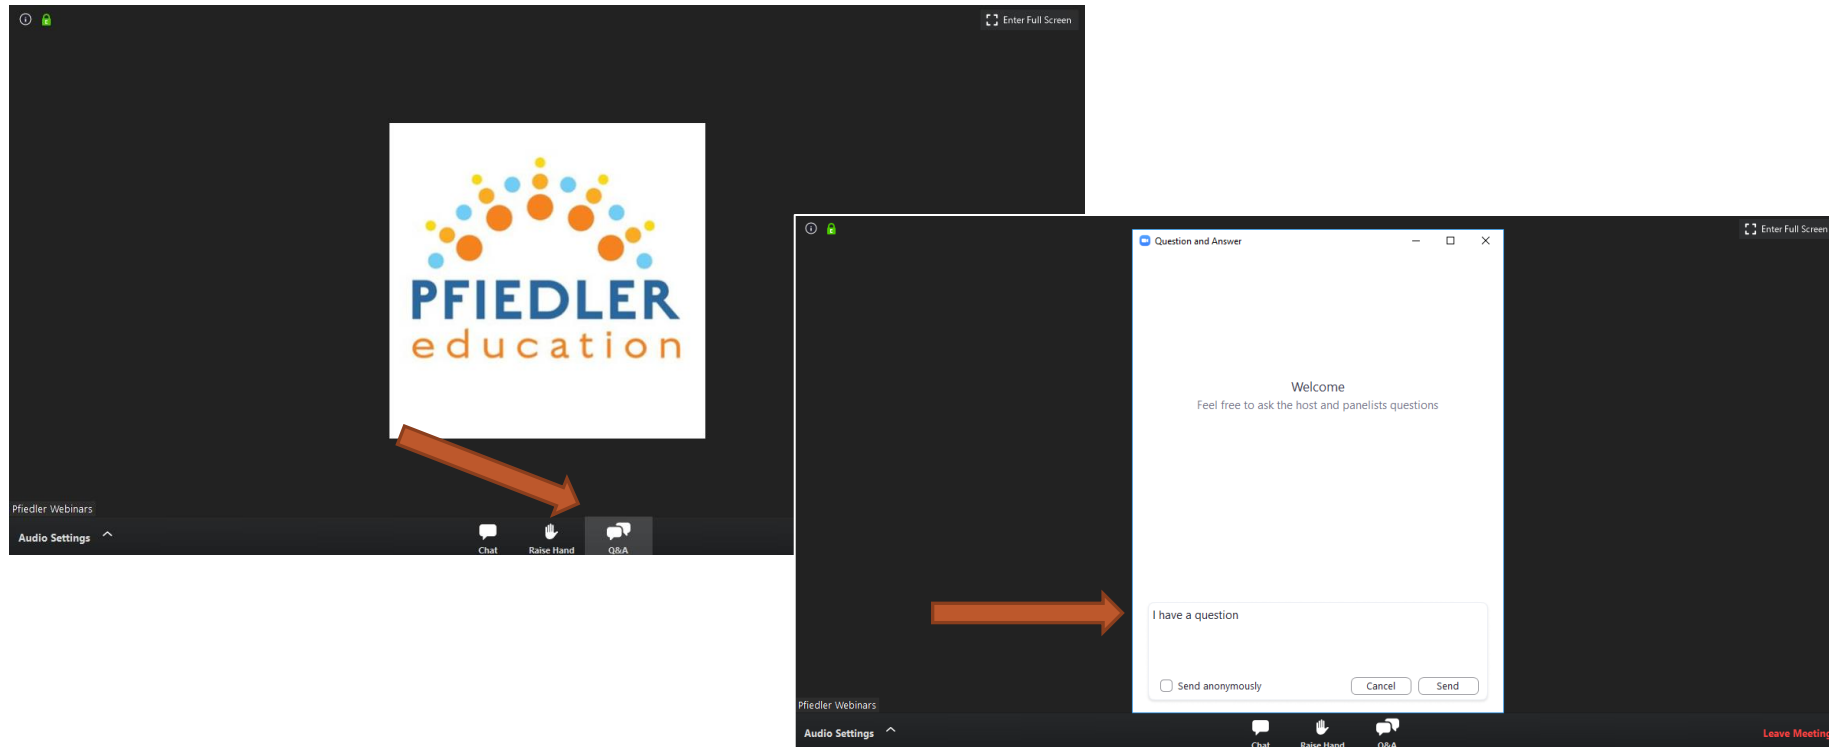 Enter Full Screen
PFIEDLER
education
Pfiedler Webinars
Audio Settings
Chat
Raise Hand
Q&A
Enter Full Screen
Question and Answer
Welcome
Feel free to ask the host and panelists questions
I have a question
Send anonymously
Cancel
Send
Pfiedler Webinars
Audio Settings
Chat
Raise Hand
Q&A
Leave Meeting